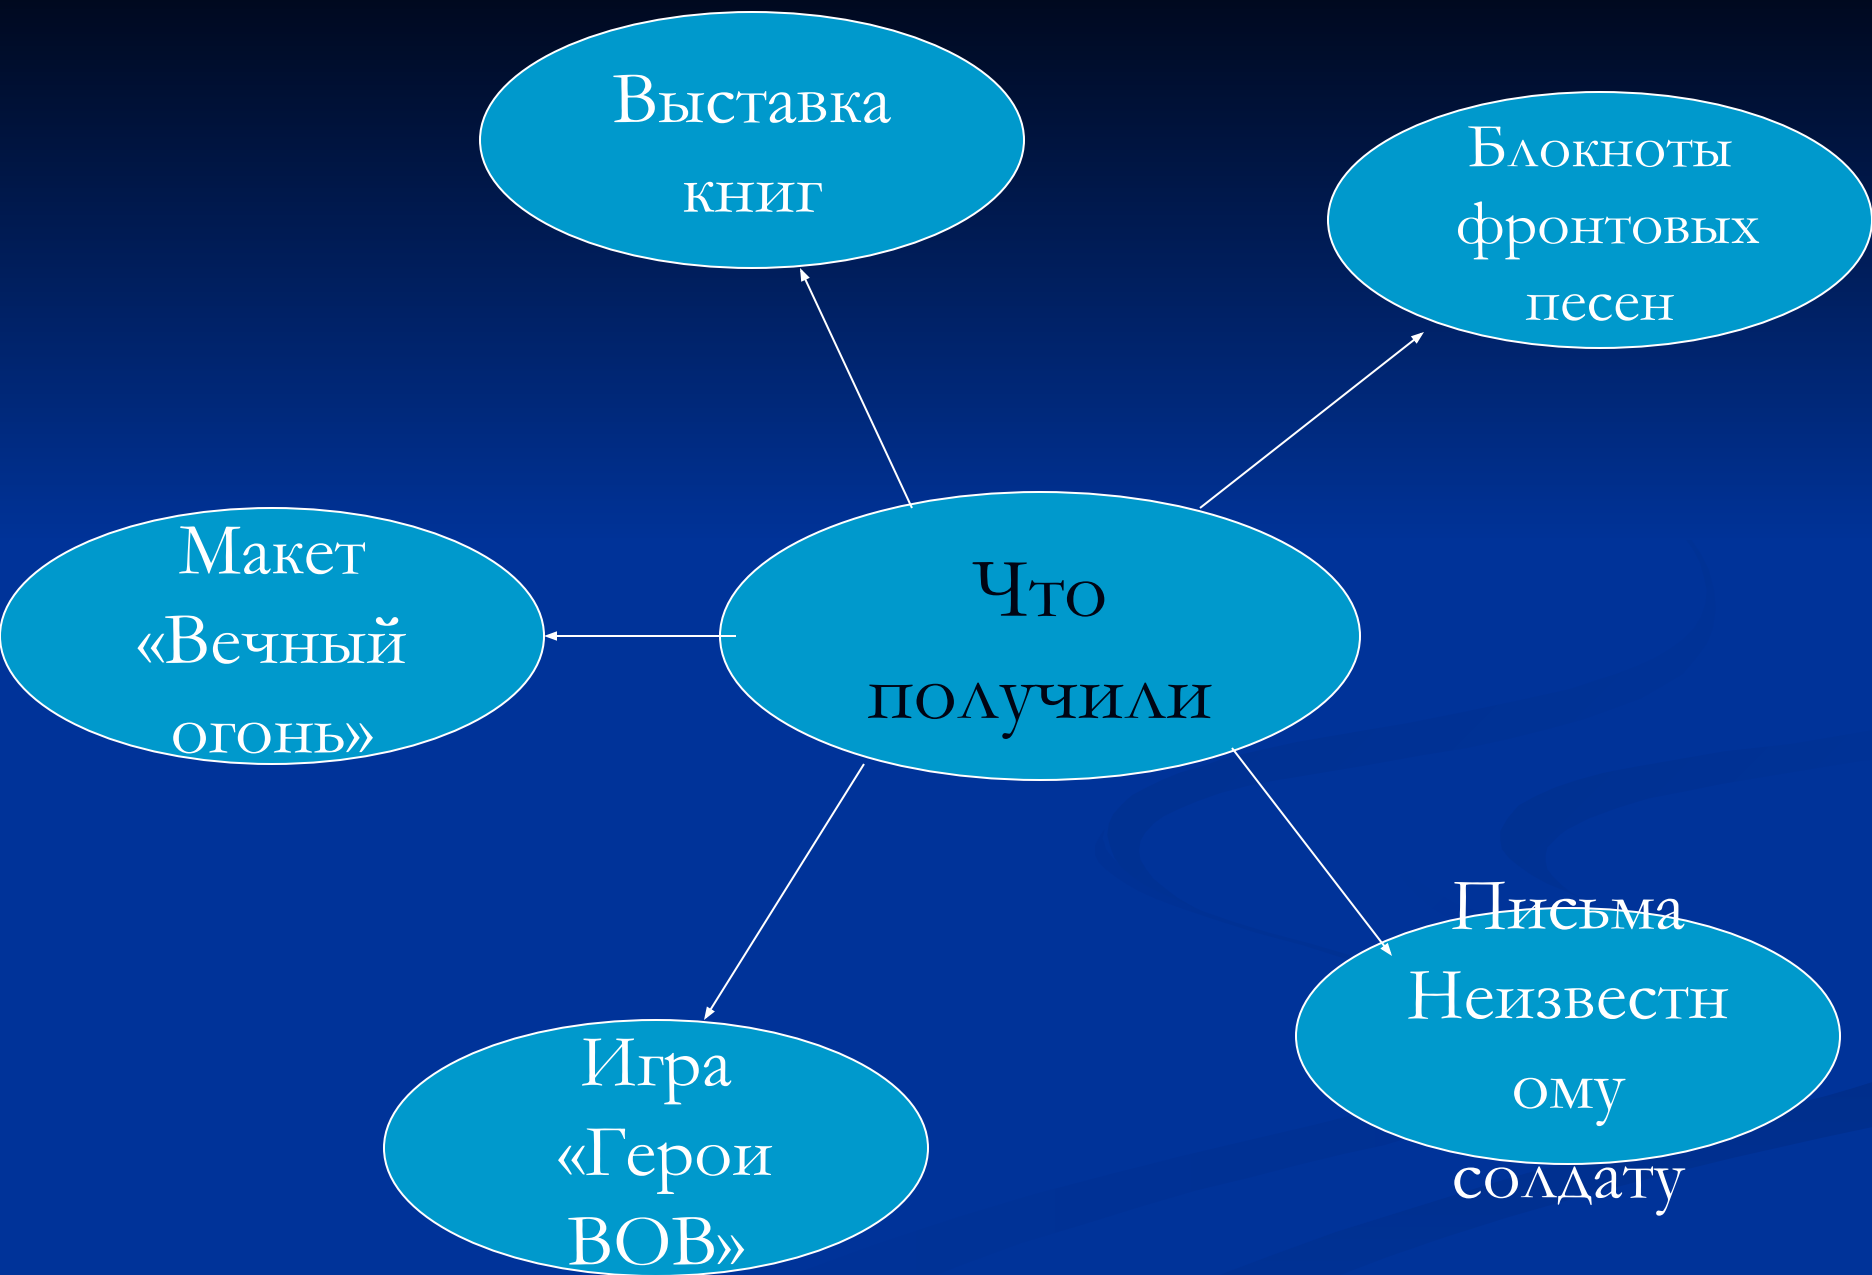 Выставка
книг
Блокноты
фронтовых
песен
Макет
«Вечный
огонь»
Что
получили
Письма
Неизвестн
ому
солдату
Игра
«Герои
ВОВ»